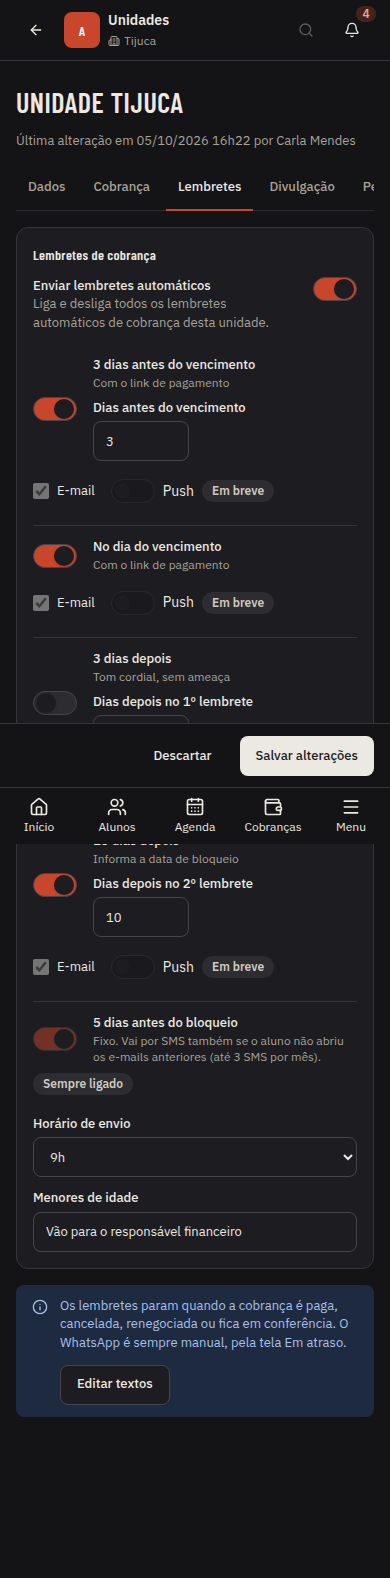 Unidades
A
Tijuca
4
UNIDADE TIJUCA
Última alteração em 05/10/2026 16h22 por Carla Mendes
Dados
Cobrança
Lembretes
Divulgação
Lembretes de cobrança
Enviar lembretes automáticos
Liga e desliga todos os lembretes
automáticos de cobrança desta unidade.
3 dias antes do vencimento
Com o link de pagamento
Dias antes do vencimento
3
E-mail
Push
Em breve
No dia do vencimento
Com o link de pagamento
E-mail
Push
Em breve
3 dias depois
Tom cordial, sem ameaça
Dias depois no 1º lembrete
Descartar
Salvar alterações
Início
Alunos
Agenda
Cobranças
Menu
Informa a data de bloqueio
Dias depois no 2º lembrete
10
E-mail
Push
Em breve
5 dias antes do bloqueio
Fixo. Vai por SMS também se o aluno não abriu
os e-mails anteriores (até 3 SMS por mês).
Sempre ligado
Horário de envio
9h
Menores de idade
Vão para o responsável financeiro
Os lembretes param quando a cobrança é paga,
cancelada, renegociada ou fica em conferência. O
WhatsApp é sempre manual, pela tela Em atraso.
Editar textos